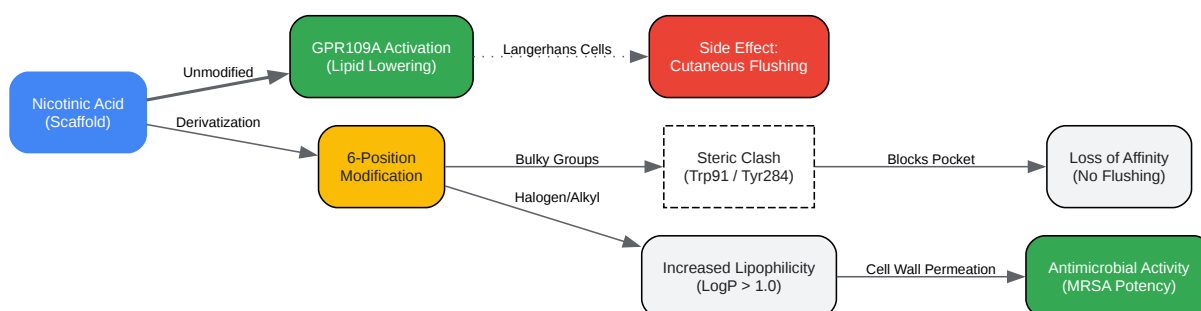 GPR109A Activation
(Lipid Lowering)
Langerhans Cells
Side Effect:
Cutaneous Flushing
Unmodified
Nicotinic Acid
(Scaffold)
Derivatization
6-Position
Modification
Bulky Groups
Steric Clash
(Trp91 / Tyr284)
Blocks Pocket
Loss of Affinity
(No Flushing)
Halogen/Alkyl
Increased Lipophilicity
(LogP > 1.0)
Cell Wall Permeation
Antimicrobial Activity
(MRSA Potency)